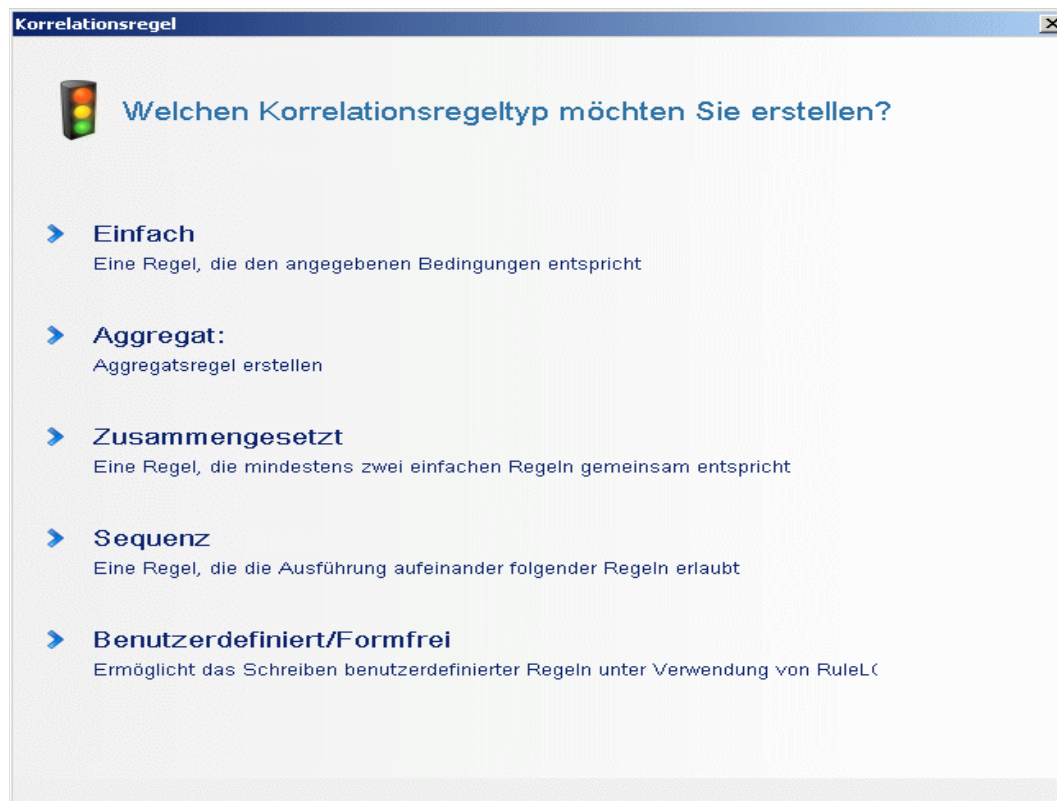 Korrelationsregel
Welchen Korrelationsregeltyp möchten Sie erstellen?
Einfach
Eine Regel, die den angegebenen Bedingungen entspricht
Aggregat:
Aggregatsregel erstellen
Zusammengesetzt
Eine Regel, die mindestens zwei einfachen Regeln gemeinsam entspricht
Sequenz
Eine Regel, die die Ausführung aufeinander folgender Regeln erlaubt
Benutzerdefiniert/Formfrei
Ermöglicht das Schreiben benutzerdefinierter Regeln unter Verwendung von